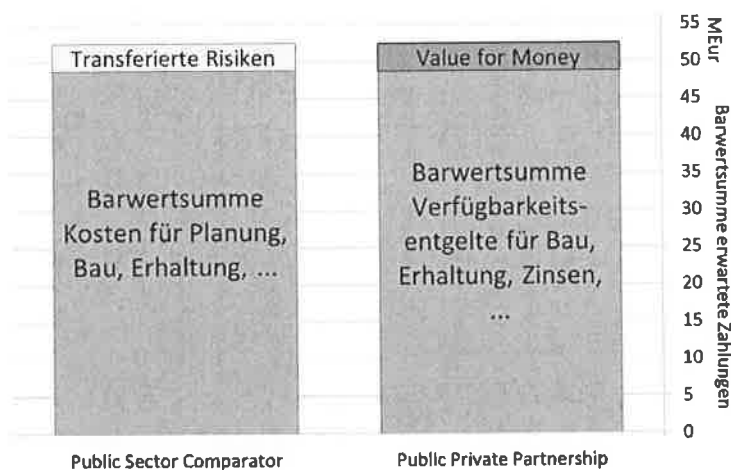 Transferierte Risiken
Barwertsumme
Kosten für Planung,
Bau, Erhaltung, ...
Public Sector Comparator
Value for Money
Barwertsumme
Verfügbarkeits-
entgelte für Bau,
Erhaltung, Zinsen,
...
Public Private Partnership
55
50
45
40
35
30
25
20
15
10
5
0
MEur
Barwertsumme erwartete Zahlungen